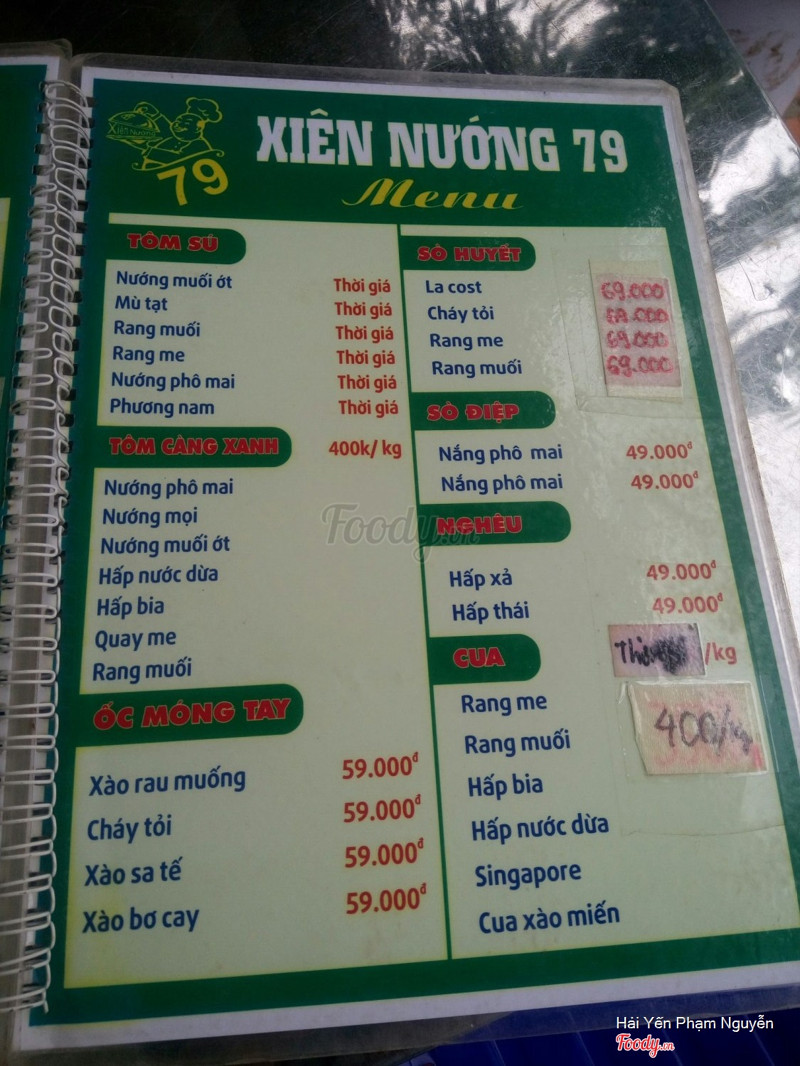 XIÊN NƯỚNG
79
XIÊN NƯỚNG 79
Menu
TÔM SÚ
Nướng muối ớt Thời giá
Mù tạt Thời giá
Rang muối Thời giá
Rang me Thời giá
Nướng phô mai Thời giá
Phương nam Thời giá
TÔM CÀNG XANH 400k/ kg
Nướng phô mai
Nướng mọi
Nướng muối ớt
Hấp nước dừa
Hấp bia
Quay me
Rang muối
ỐC MÓNG TAY
Xào rau muống 59.000đ
Cháy tỏi 59.000đ
Xào sa tế 59.000đ
Xào bơ cay 59.000đ
SÒ HUYẾT
La cost 69.000
Cháy tỏi 69.000
Rang me 69.000
Rang muối 69.000
SÒ ĐIỆP
Nắng phô mai 49.000đ
Nắng phô mai 49.000đ
NGHÊU
Hấp xả 49.000đ
Hấp thái 49.000đ
CUA /kg
Rang me 400/kg
Rang muối
Hấp bia
Hấp nước dừa
Singapore
Cua xào miến
Foody.vn
Hải Yến Phạm Nguyễn
Foody.vn